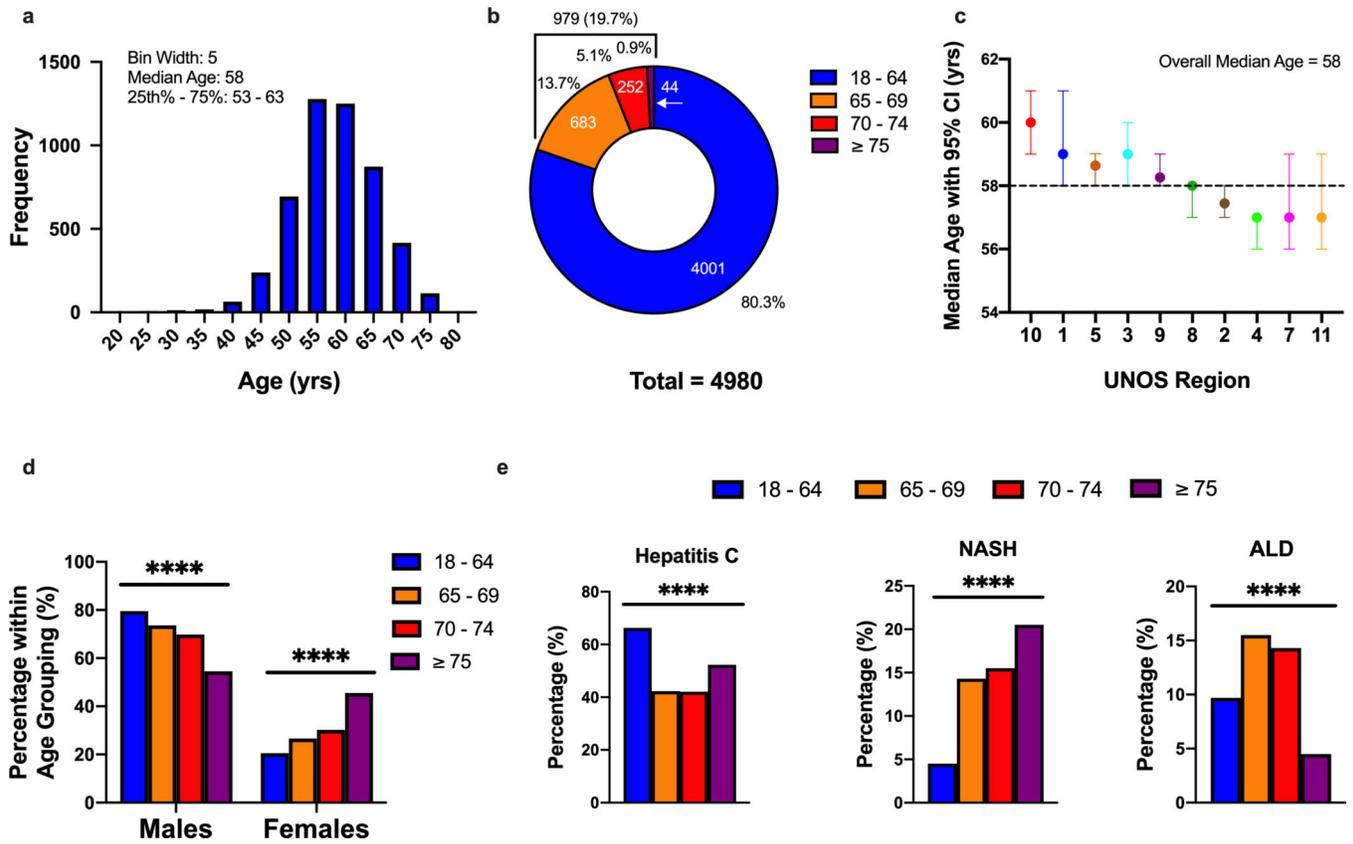 a
Bin Width: 5
Median Age: 58
25th% - 75%: 53 - 63
Frequency
1500
1000
500
0
20 25 30 35 40 45 50 55 60 65 70 75 80
Age (yrs)
b
979 (19.7%)
5.1% 0.9%
13.7%
252 44
683
4001
80.3%
18 - 64
65 - 69
70 - 74
≥ 75
Total = 4980
c
Overall Median Age = 58
Median Age with 95% CI (yrs)
62
60
58
56
54
10 1 5 3 9 8 2 4 7 11
UNOS Region
d
Percentage within
Age Grouping (%)
100
80
60
40
20
0
****
****
Males Females
18 - 64
65 - 69
70 - 74
≥ 75
e
18 - 64 65 - 69 70 - 74 ≥ 75
Hepatitis C
****
Percentage (%)
80
60
40
20
0
NASH
****
Percentage (%)
25
20
15
10
5
0
ALD
****
Percentage (%)
20
15
10
5
0